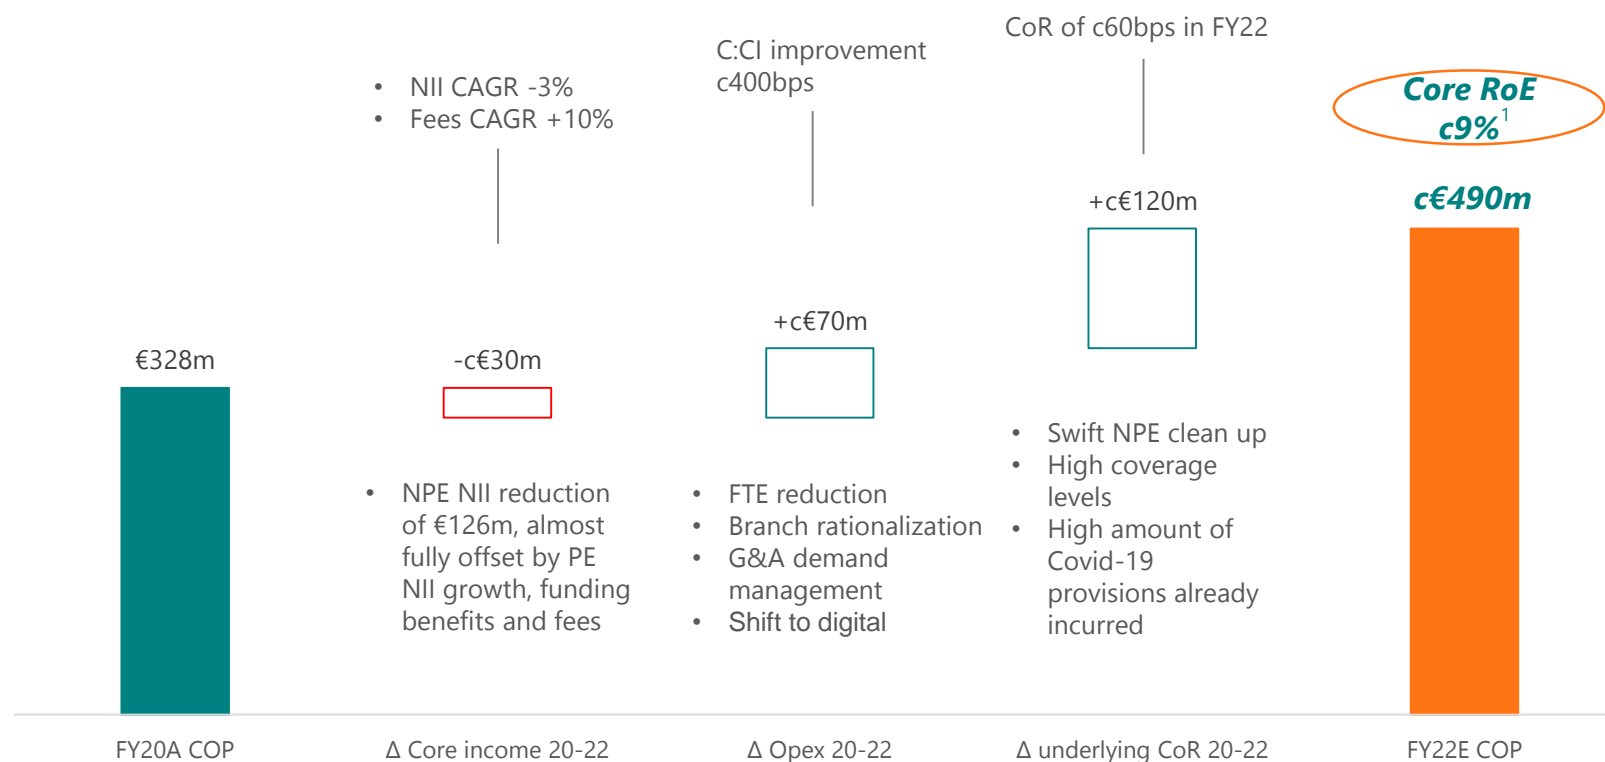 CoR of c60bps in FY22
C:CI improvement
c400bps
• NII CAGR -3%
• Fees CAGR +10%
Core RoE
c9%1
+c€120m
c€490m
+c€70m
€328m
-c€30m
• NPE NII reduction
of €126m, almost
fully offset by PE
NII growth, funding
benefits and fees
• FTE reduction
• Branch rationalization
• G&A demand
management
• Shift to digital
• Swift NPE clean up
• High coverage
levels
• High amount of
Covid-19
provisions already
incurred
FY20A COP
Δ Core income 20-22
Δ Opex 20-22
Δ underlying CoR 20-22
FY22E COP